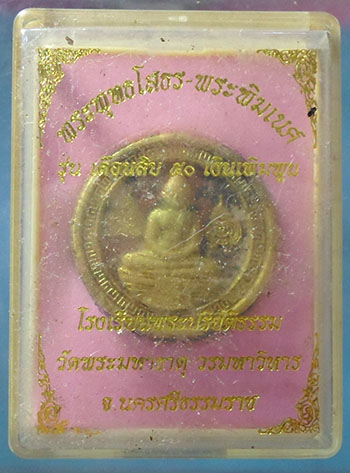 พระพุทธโสธร-พระพิฆเนศ
รุ่น เดือนสิบ ๕๐ เงินเพิ่มพูน
โรงเรียนพระปริยัติธรรม
วัดพระมหาธาตุ วรมหาวิหาร
จ.นครศรีธรรมราช